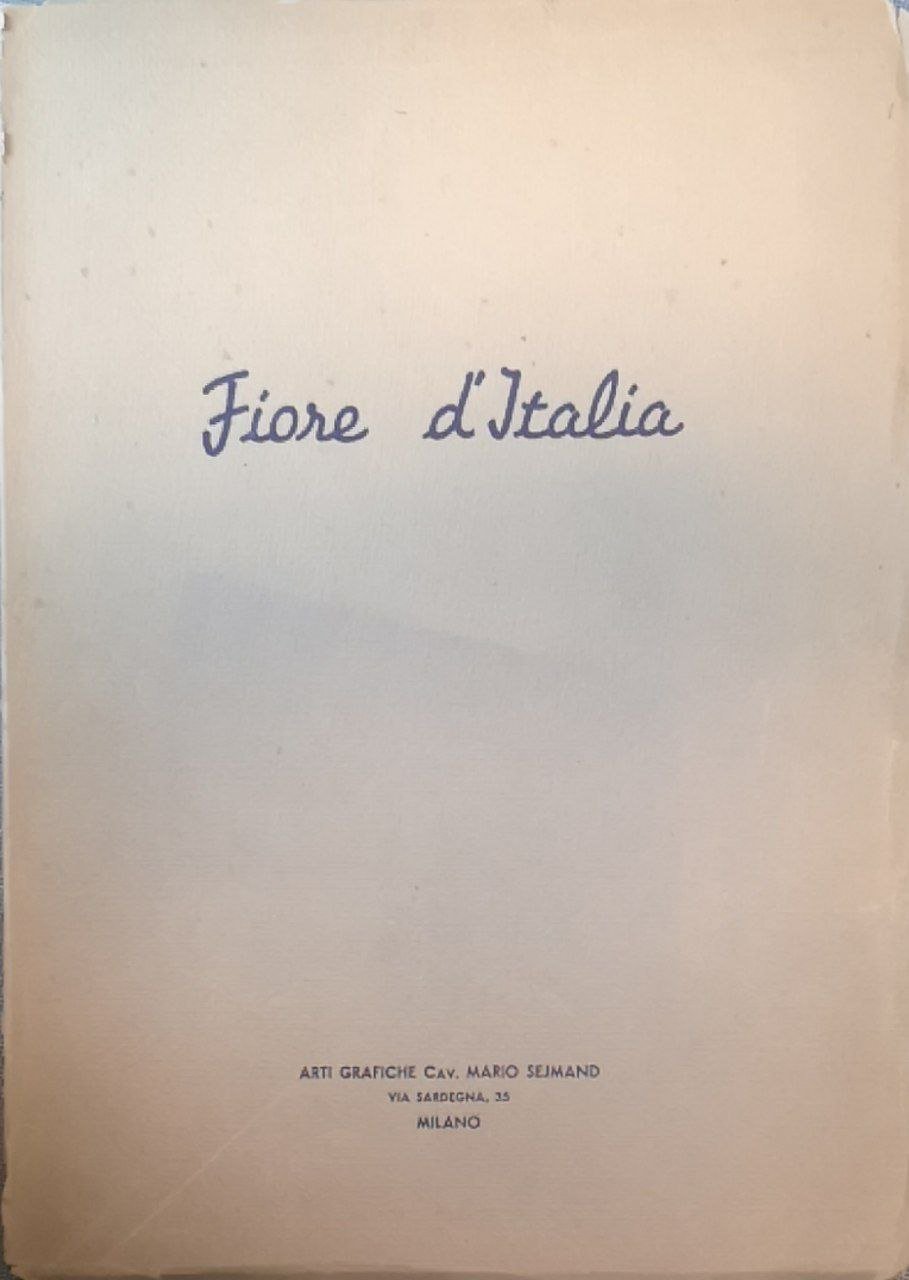 Fiore d'Italia
ARTI GRAFICHE CAV. MARIO SEJMAND
VIA SARDEGNA, 35
MILANO